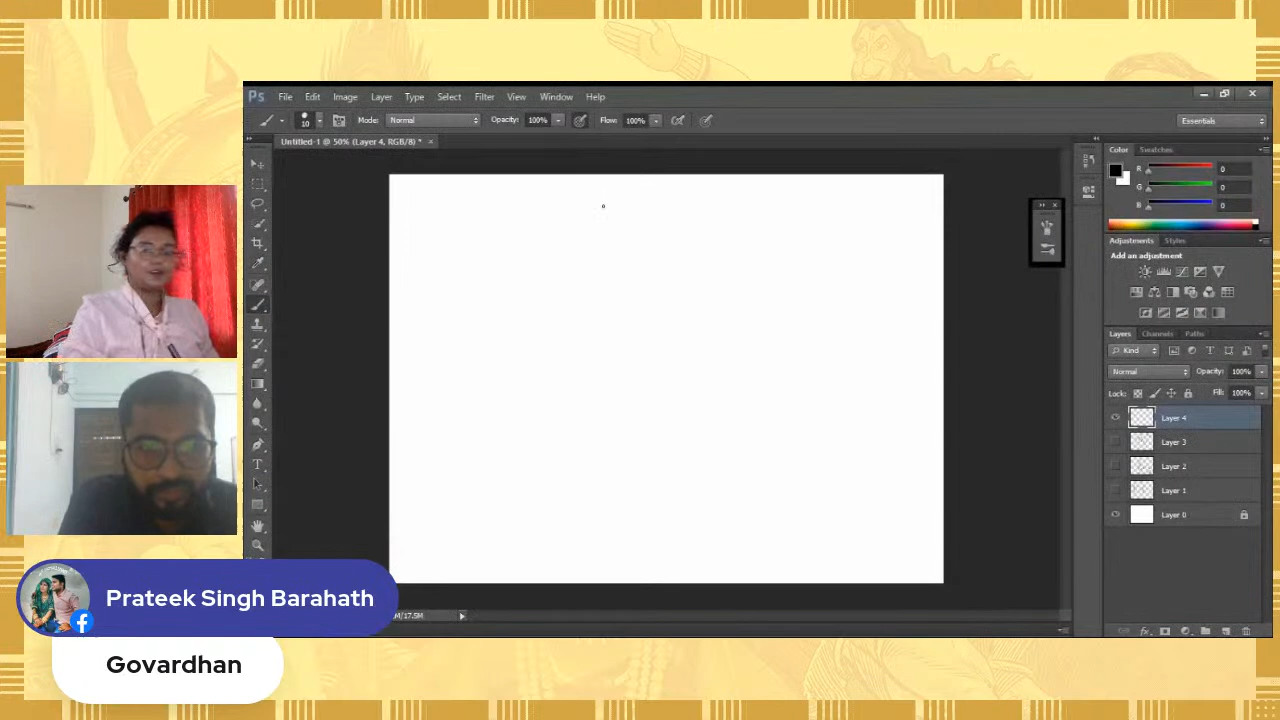 Ps File Edit Image Layer Type Select Filter View Window Help
10 Mode: Normal Opacity: 100% Flow: 100% Essentials
Untitled-1 @ 50% (Layer 4, RGB/8) * ×
Color Swatches
R 0
G 0
B 0
Adjustments Styles
Add an adjustment
Layers Channels Paths
Kind
Normal Opacity: 100%
Lock: Fill: 100%
Layer 4
Layer 3
Layer 2
Layer 1
Layer 0
M/17.5M
Prateek Singh Barahath
Govardhan